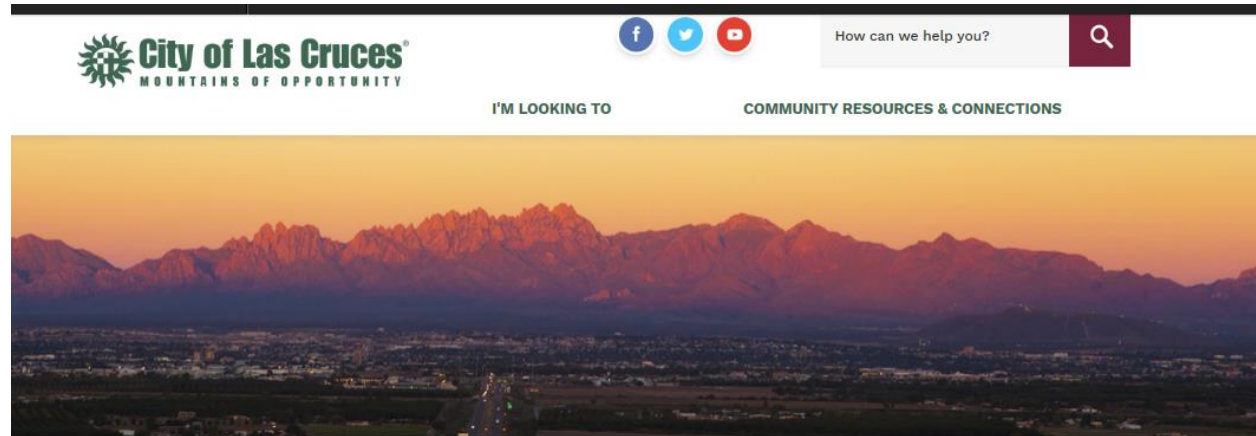 City of Las Cruces®
MOUNTAINS OF OPPORTUNITY
How can we help you?
I'M LOOKING TO
COMMUNITY RESOURCES & CONNECTIONS